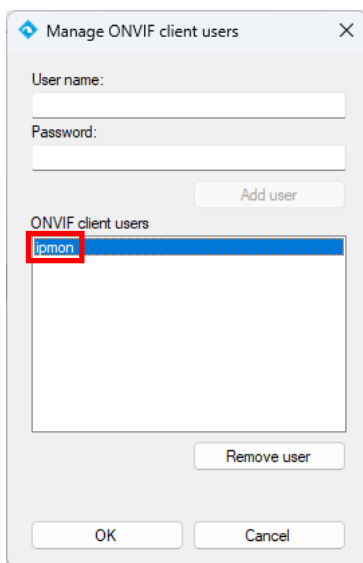 Manage ONVIF client users
User name:
Password:
Add user
ONVIF client users
ipmon
Remove user
OK Cancel